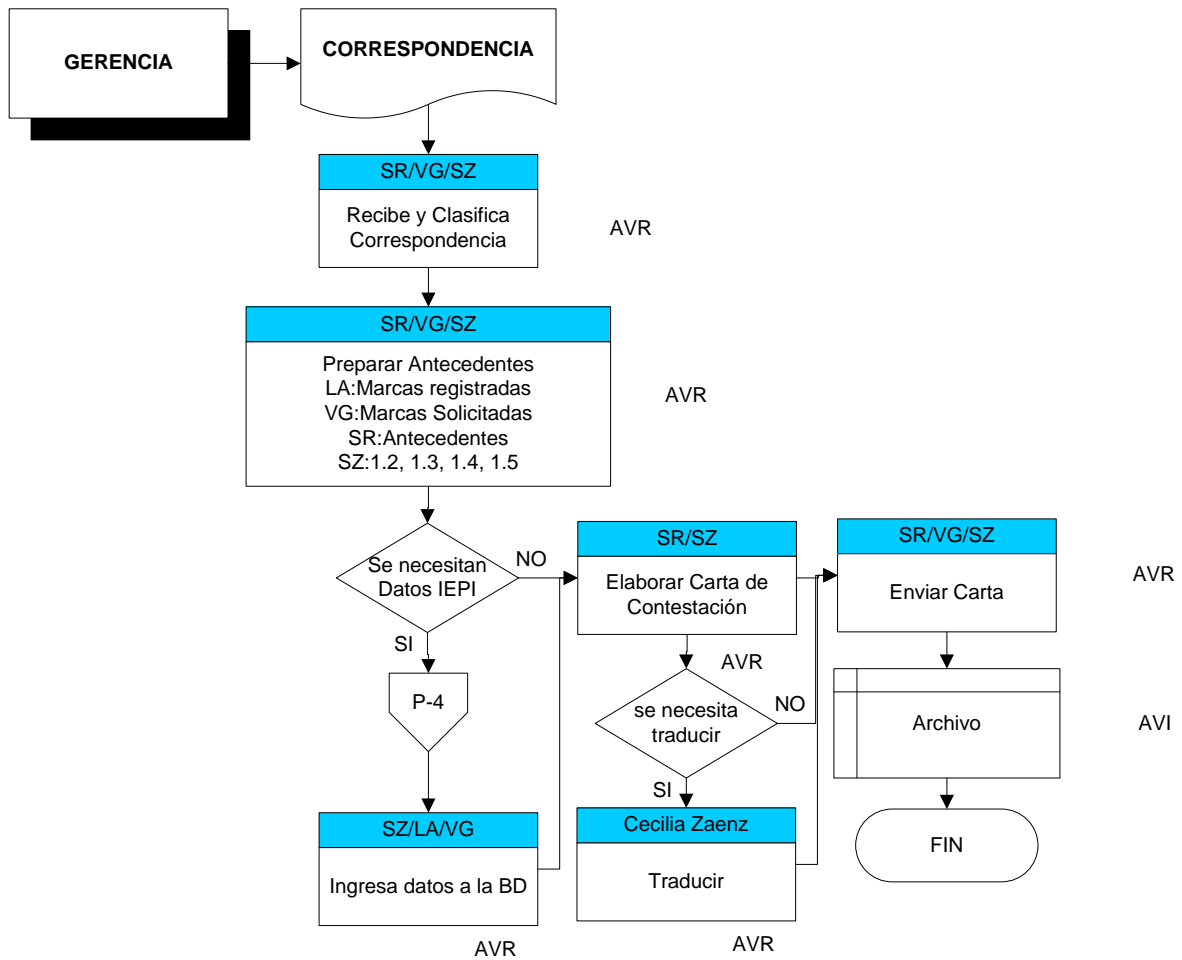 GERENCIA
CORRESPONDENCIA
SR/VG/SZ
Recibe y Clasifica
Correspondencia
AVR
SR/VG/SZ
Preparar Antecedentes
LA:Marcas registradas
VG:Marcas Solicitadas
SR:Antecedentes
SZ:1.2, 1.3, 1.4, 1.5
AVR
Se necesitan
Datos IEPI
NO
SI
P-4
SZ/LA/VG
Ingresa datos a la BD
AVR
SR/SZ
Elaborar Carta de
Contestación
AVR
se necesita
traducir
NO
SI
Cecilia Zaenz
Traducir
AVR
SR/VG/SZ
Enviar Carta
AVR
Archivo
AVI
FIN